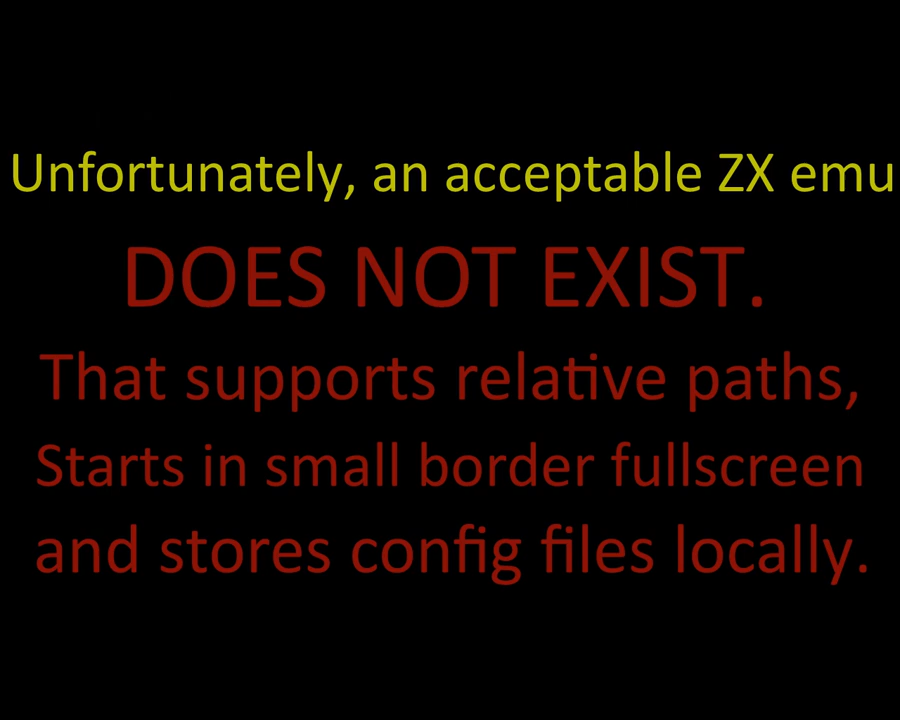 Unfortunately, an acceptable ZX emu
DOES NOT EXIST.
That supports relative paths,
Starts in small border fullscreen
and stores config files locally.